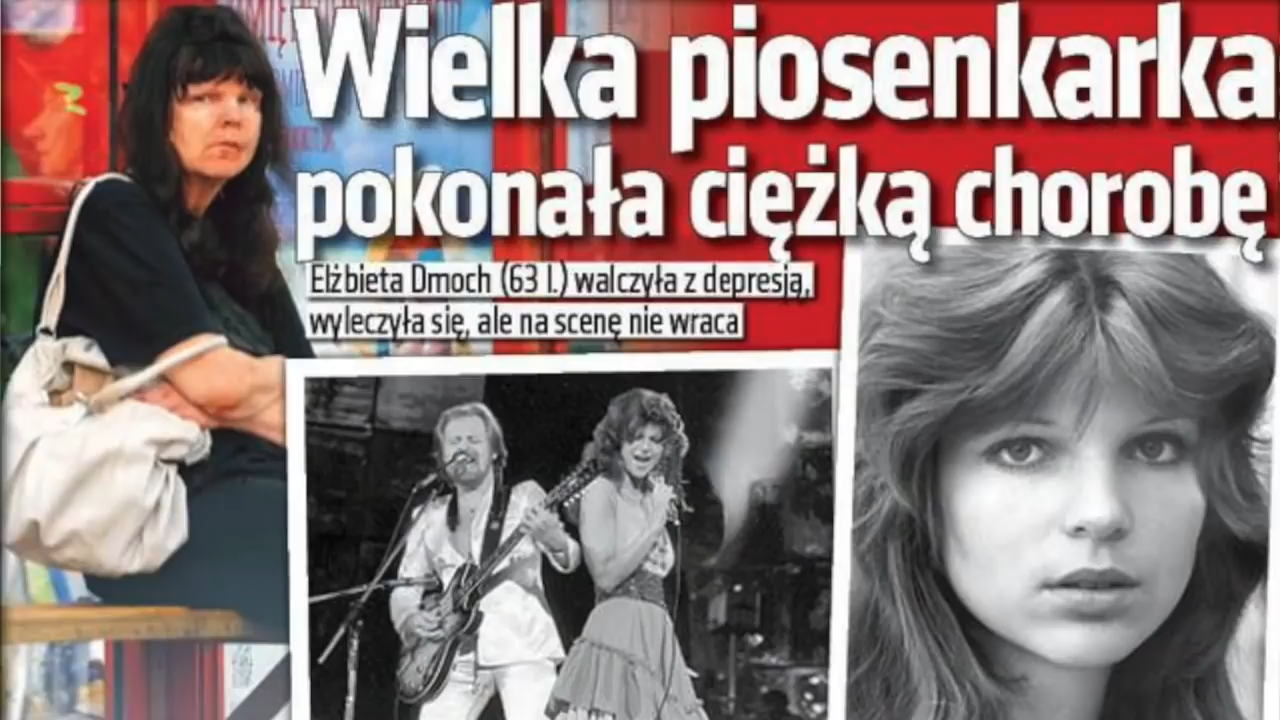 Wielka piosenkarka
pokonała ciężką chorobę
Elżbieta Dmoch (63 l.) walczyła z depresją,
wyleczyła się, ale na scenę nie wraca